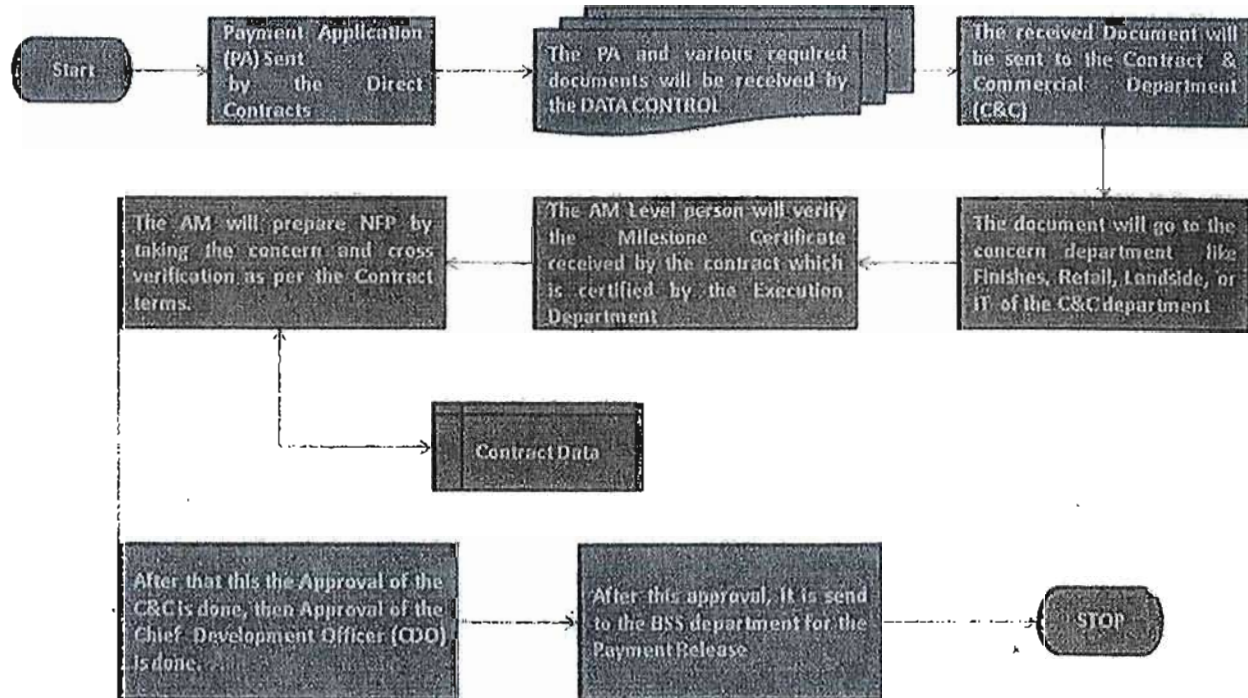 Start
Payment Application
(PA) Sent
by the Direct
Contracts
The PA and various required
documents will be received by
the DATA CONTROL
The received Document will
be sent to the Contract &
Commercial Department
(C&C)
The AM will prepare NFP by
taking the concern and cross
verification as per the Contract
terms.
The AM Level person will verify
the Milestone Certificate
received by the contract which
is certified by the Execution
Department
The document will go to the
concern department like
Finishes, Retail, Landside, or
IT of the C&C department
Contract Data
After that this the Approval of the
C&C is done, then Approval of the
Chief Development Officer (CDO)
is done.
After this approval, it is send
to the BSS department for the
Payment Release
STOP